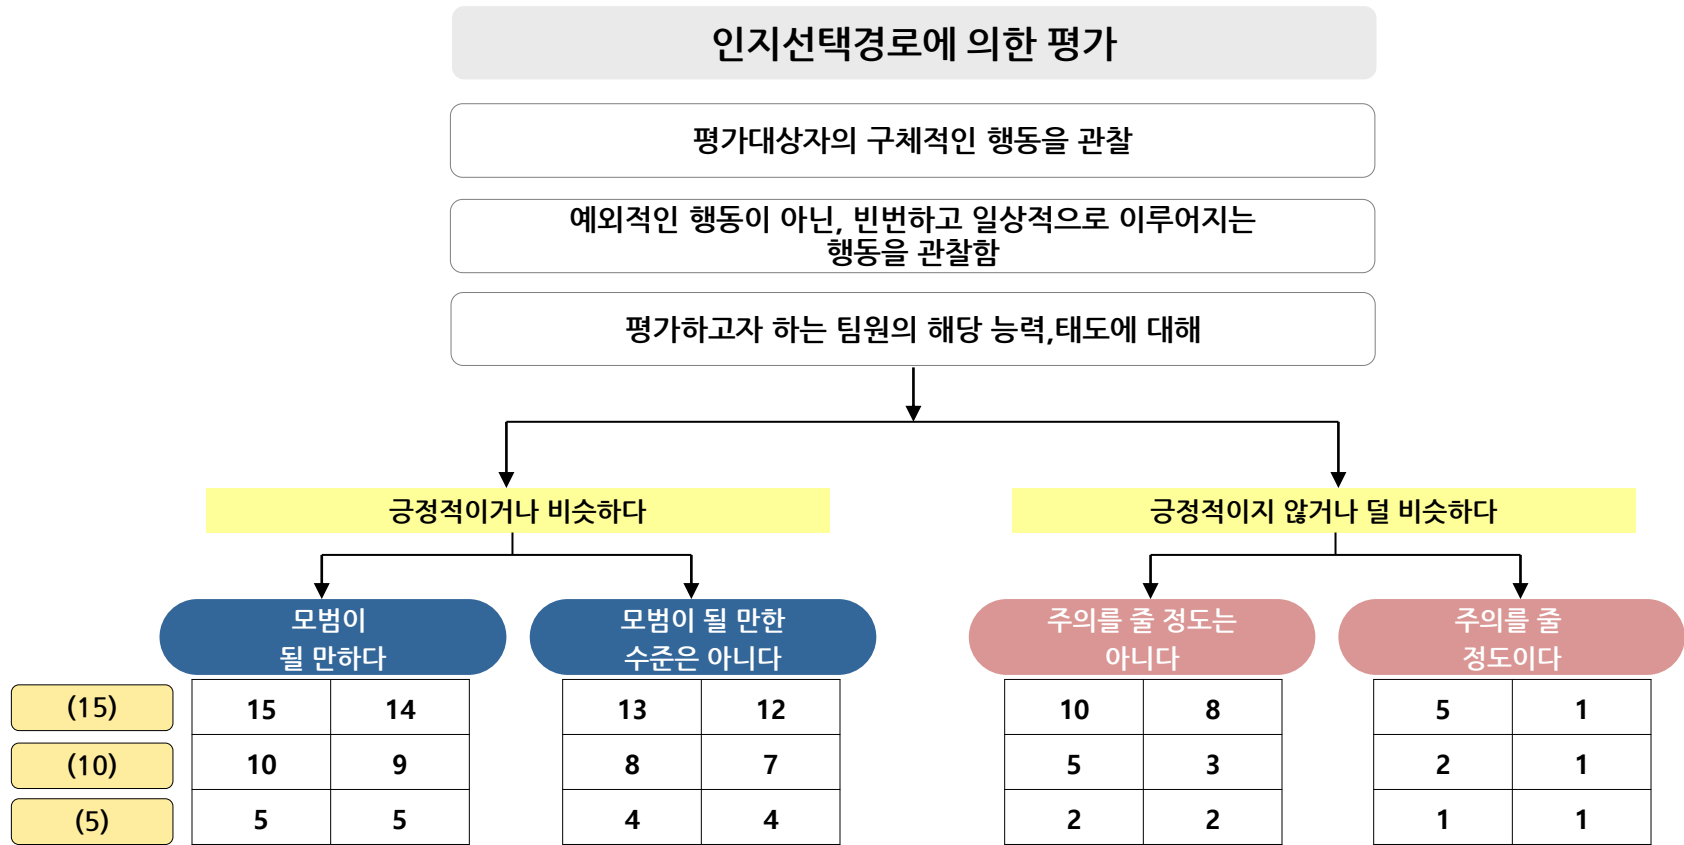 인지선택경로에 의한 평가
평가대상자의 구체적인 행동을 관찰
예외적인 행동이 아닌, 빈번하고 일상적으로 이루어지는
행동을 관찰함
평가하고자 하는 팀원의 해당 능력,태도에 대해
긍정적이거나 비슷하다
긍정적이지 않거나 덜 비슷하다
모범이
될 만하다
모범이 될 만한
수준은 아니다
주의를 줄 정도는
아니다
주의를 줄
정도이다
(15) 15 14 13 12 10 8 5 1
(10) 10 9 8 7 5 3 2 1
(5) 5 5 4 4 2 2 1 1